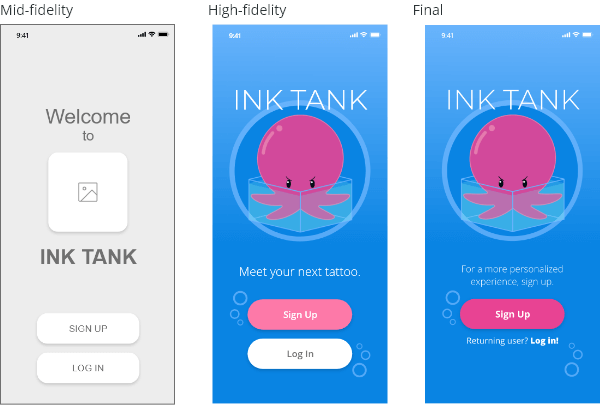 Mid-fidelity
9:41
Welcome
to
INK TANK
SIGN UP
LOG IN
High-fidelity
9:41
INK TANK
Meet your next tattoo.
Sign Up
Log In
Final
9:41
INK TANK
For a more personalized
experience, sign up.
Sign Up
Returning user? Log in!